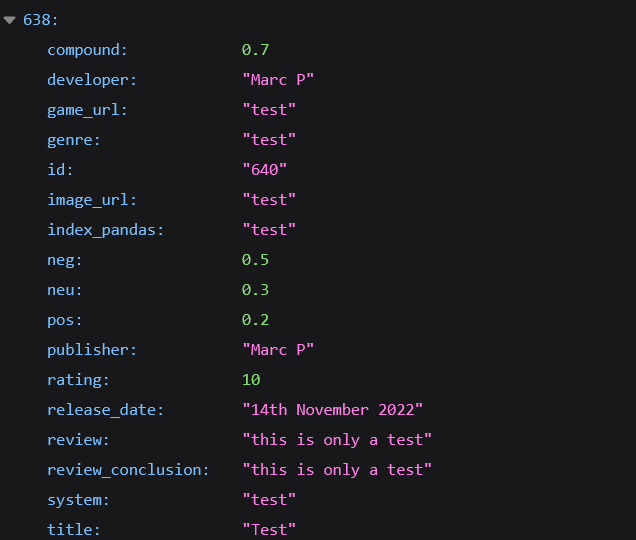 638:
compound: 0.7
developer: "Marc P"
game_url: "test"
genre: "test"
id: "640"
image_url: "test"
index_pandas: "test"
neg: 0.5
neu: 0.3
pos: 0.2
publisher: "Marc P"
rating: 10
release_date: "14th November 2022"
review: "this is only a test"
review_conclusion: "this is only a test"
system: "test"
title: "Test"